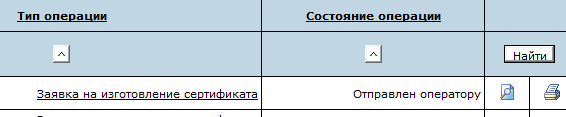 Тип операции Состояние операции
^ ^ Найти
Заявка на изготовление сертификата Отправлен оператору